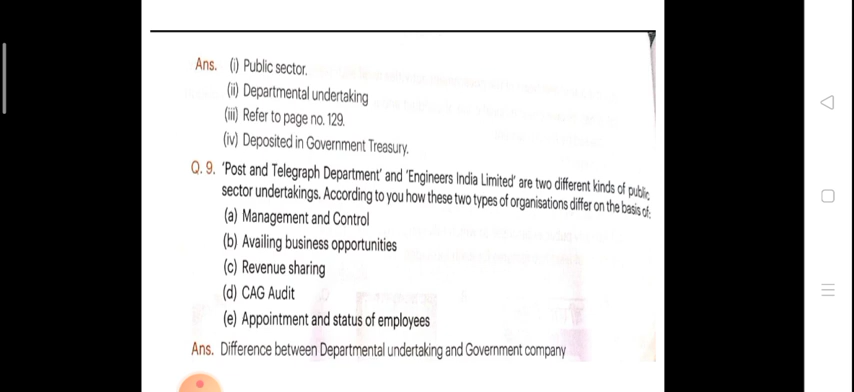 Ans. (i) Public sector.
(ii) Departmental undertaking
(iii) Refer to page no. 129.
(iv) Deposited in Government Treasury.
Q. 9. 'Post and Telegraph Department' and 'Engineers India Limited' are two different kinds of public
sector undertakings. According to you how these two types of organisations differ on the basis of:
(a) Management and Control
(b) Availing business opportunities
(c) Revenue sharing
(d) CAG Audit
(e) Appointment and status of employees
Ans. Difference between Departmental undertaking and Government company